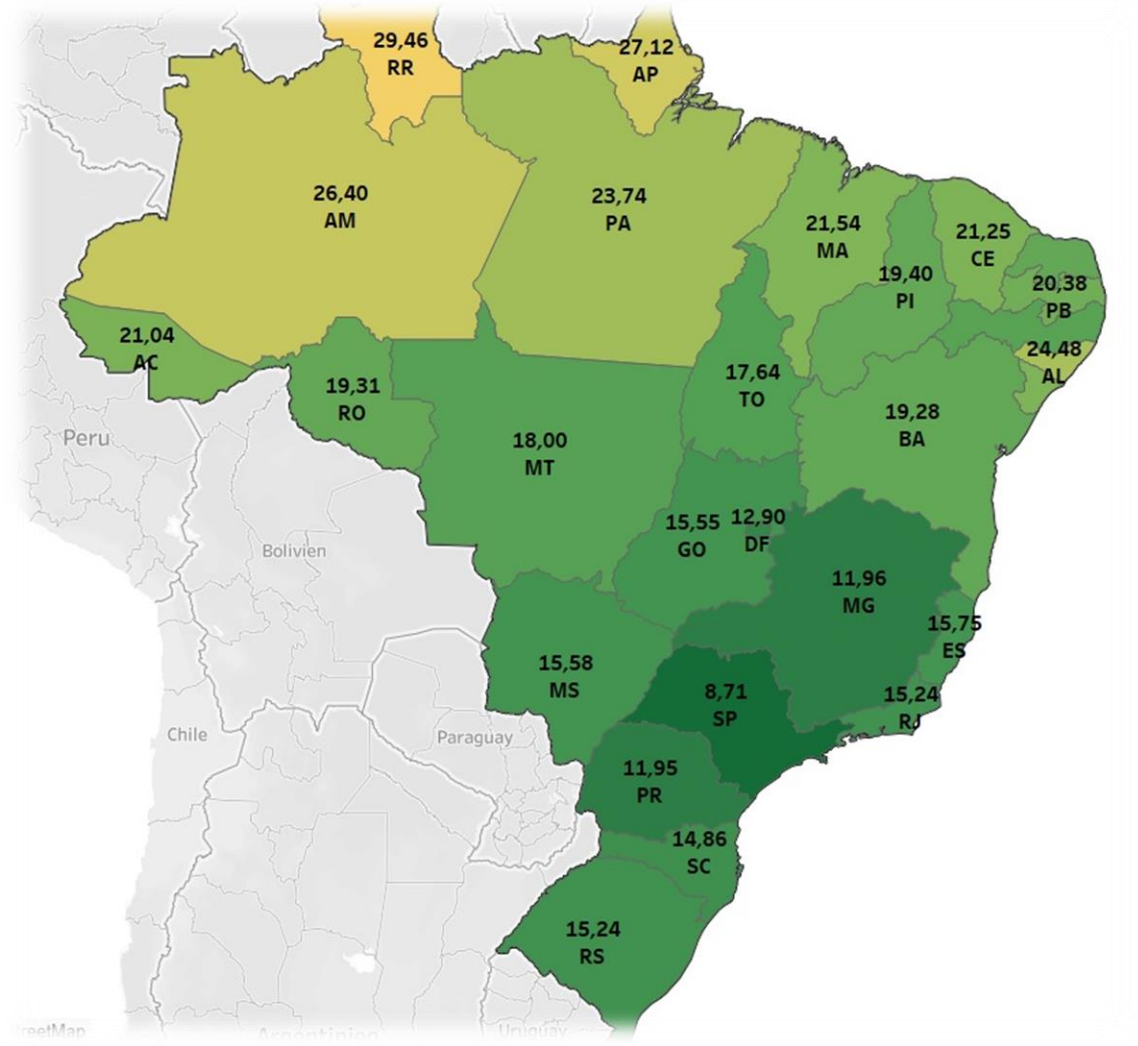 29,46
RR
27,12
AP
26,40
AM
23,74
PA
21,54
MA
21,25
CE
19,40
PI
20,38
PB
21,04
AC
24,48
AL
17,64
TO
19,31
RO
19,28
BA
Peru
18,00
MT
15,55
GO
12,90
DF
Bolivien
11,96
MG
15,75
ES
15,58
MS
8,71
SP
15,24
RJ
Chile
Paraguay
11,95
PR
14,86
SC
15,24
RS
reetMap
Argentinien
Uruguay